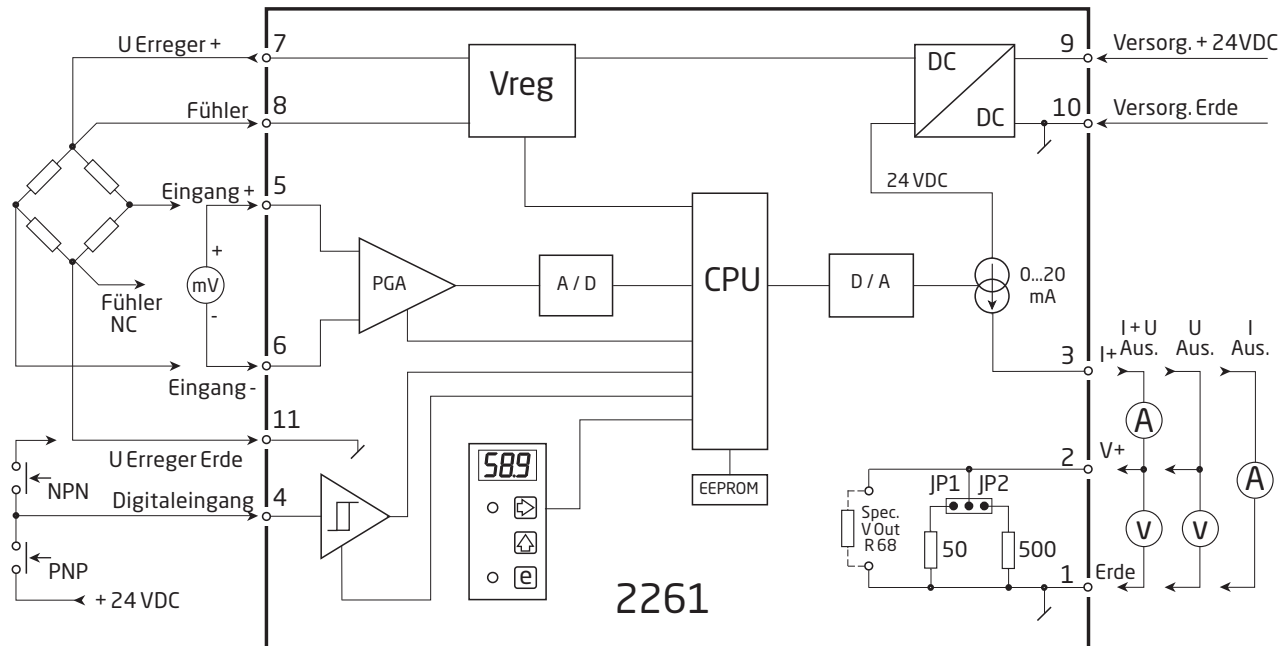 U Erreger +
7
Vreg
DC
DC
9
Versorg. + 24VDC
Fühler
8
10
Versorg. Erde
24 VDC
Eingang +
5
+
mV
-
Fühler
NC
PGA
A / D
CPU
D / A
0...20
mA
6
Eingang -
3
I+
I + U
Aus.
U
Aus.
I
Aus.
A
A
11
U Erreger Erde
NPN
Digitaleingang
4
PNP
+ 24 VDC
58.9
e
EEPROM
2
V+
JP1
JP2
Spec.
V Out
R 68
50
500
V
V
1
Erde
2261